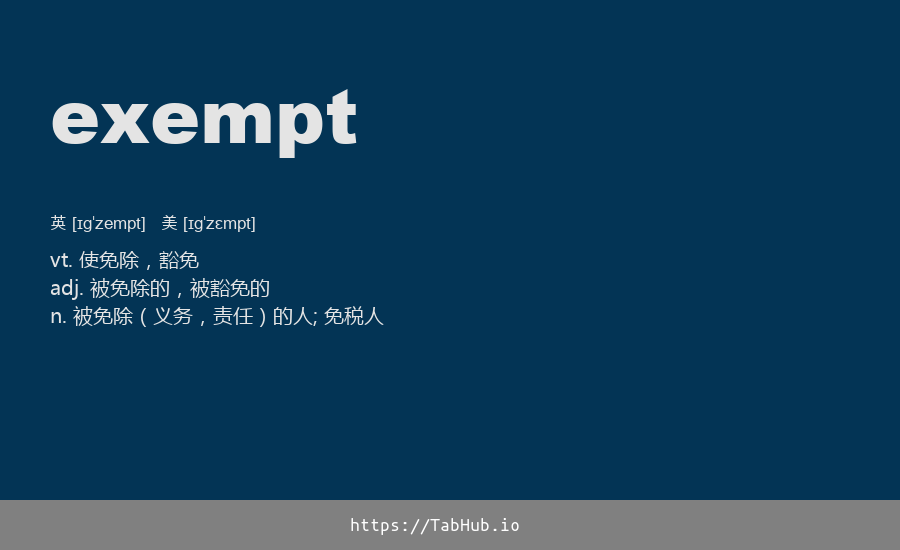 exempt
英 [ɪɡˈzempt] 美 [ɪɡˈzɛmpt]
vt. 使免除，豁免
adj. 被免除的，被豁免的
n. 被免除（义务，责任）的人; 免税人
https://TabHub.io